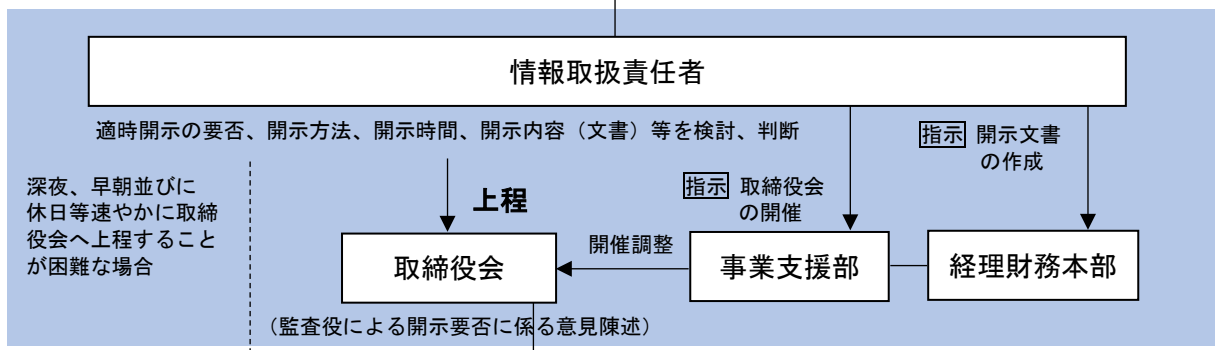 情報取扱責任者
適時開示の要否、開示方法、開示時間、開示内容（文書）等を検討、判断
指示 開示文書
の作成
深夜、早朝並びに
休日等速やかに取締
役会へ上程すること
が困難な場合
上程
指示 取締役会
の開催
取締役会
開催調整
事業支援部
経理財務本部
（監査役による開示要否に係る意見陳述）